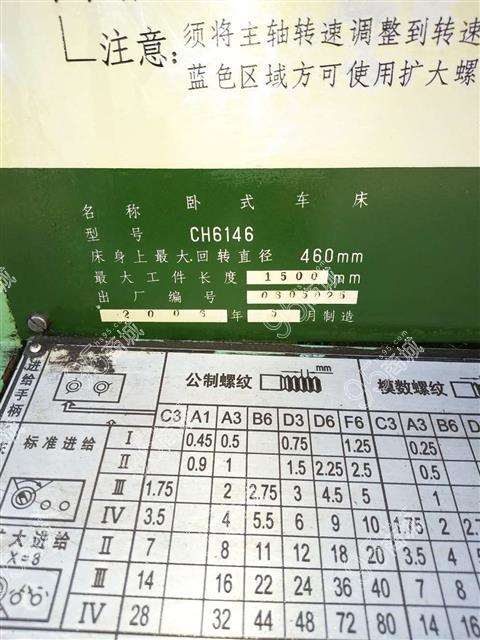 注意:
须将主轴转速调整到转速
蓝色区域方可使用扩大螺
名 称 卧 式 车 床
型 号 CH6146
床身上最大回转直径 460mm
最大工件长度 1500mm
出厂编号
年 月制造
进给手柄
公制螺纹 mm 模数螺纹
C3 A1 A3 B6 D3 D6 F6 C3 A3 B6
标准进给
I 0.45 0.5 0.75 1.25 0.25
II 0.9 1 1.5 2.25 2.5 0.5
III 1.75 2 2.75 3 4.5 5 1
IV 3.5 4 5.5 6 9 10 1.75 2 2.7
大进给
X=8
II 7 8 11 12 18 20 3.5 4 5
III 14 16 22 24 36 40 7 8
IV 28 32 44 48 72 80 14 16